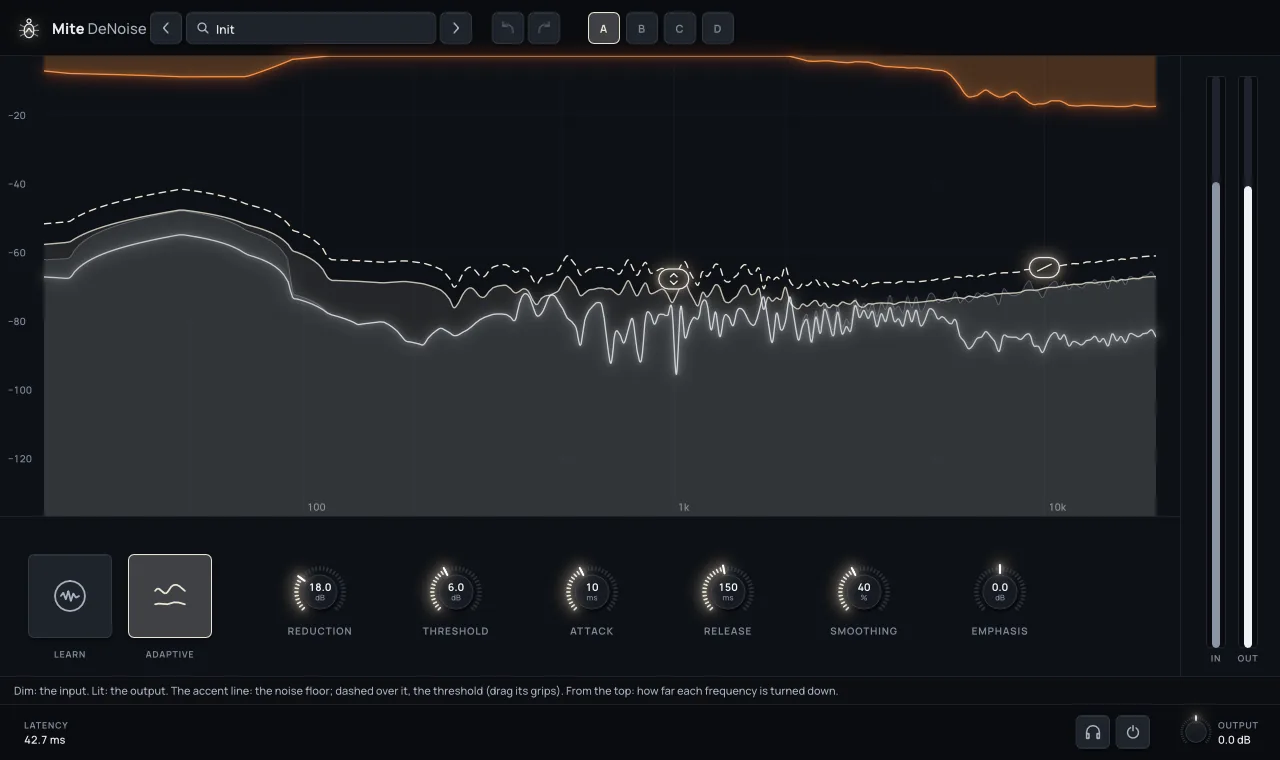 Mite DeNoise
Init
A
B
C
D
-20
-40
-60
-80
-100
-120
100
1k
10k
18.0
dB
6.0
dB
10
ms
150
ms
40
%
0.0
dB
REDUCTION
THRESHOLD
ATTACK
RELEASE
SMOOTHING
EMPHASIS
LEARN
ADAPTIVE
IN
OUT
Dim: the input. Lit: the output. The accent line: the noise floor; dashed over it, the threshold (drag its grips). From the top: how far each frequency is turned down.
LATENCY
42.7 ms
OUTPUT
0.0 dB